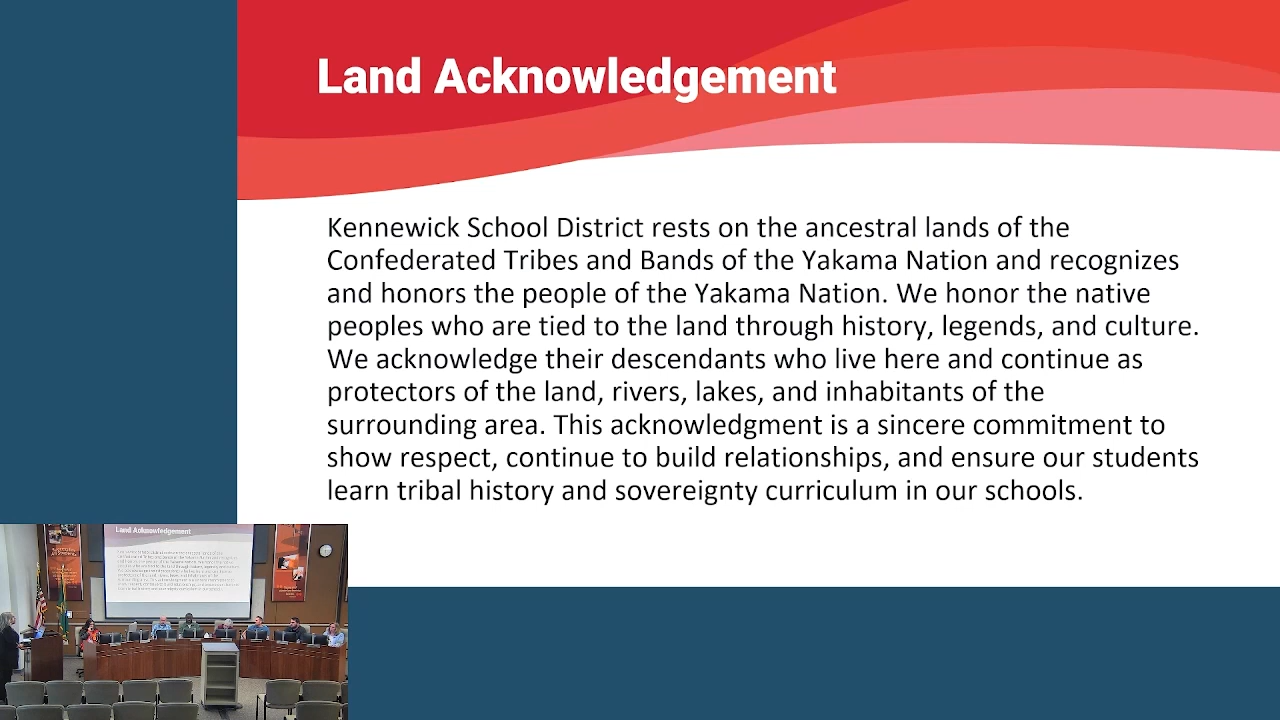 Land Acknowledgement
Kennewick School District rests on the ancestral lands of the
Confederated Tribes and Bands of the Yakama Nation and recognizes
and honors the people of the Yakama Nation. We honor the native
peoples who are tied to the land through history, legends, and culture.
We acknowledge their descendants who live here and continue as
protectors of the land, rivers, lakes, and inhabitants of the
surrounding area. This acknowledgment is a sincere commitment to
show respect, continue to build relationships, and ensure our students
learn tribal history and sovereignty curriculum in our schools.
Land Acknowledgement